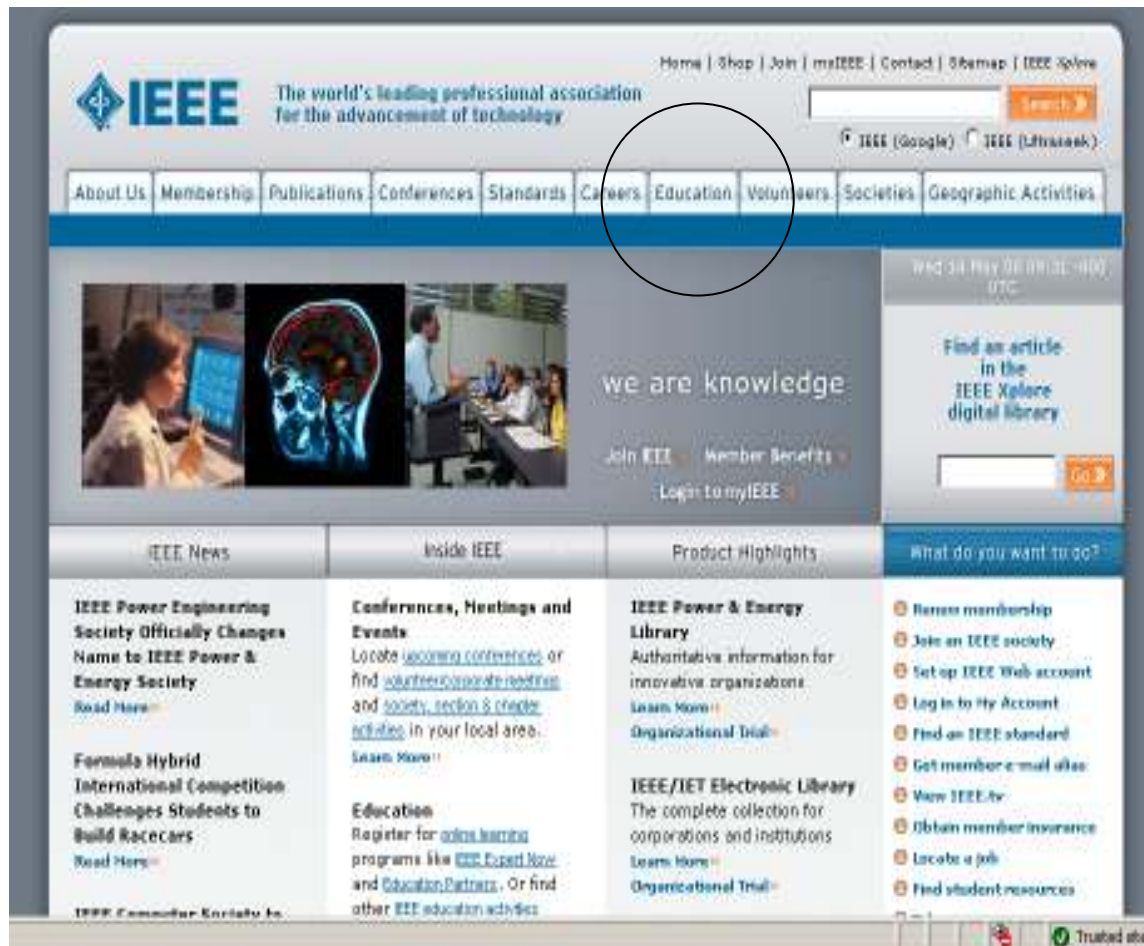 Home | Shop | Join | myIEEE | Contact | Sitemap | IEEE Xplore
IEEE
The world's leading professional association
for the advancement of technology
Search
IEEE (Google) IEEE (Ultraseek)
About Us Membership Publications Conferences Standards Careers Education Volunteers Societies Geographic Activities
UTC
we are knowledge
Join IEEE Member Benefits
Login to myIEEE
Find an article
in the
IEEE Xplore
digital library
Go
IEEE News
Inside IEEE
Product Highlights
What do you want to do?
IEEE Power Engineering
Society Officially Changes
Name to IEEE Power &
Energy Society
Read More
Formula Hybrid
International Competition
Challenges Students to
Build Racecars
Read More
IEEE Computer Society to
Conferences, Meetings and
Events
Locate upcoming conferences or
find volunteer/corporate meetings
and society, section & chapter
activities in your local area.
Learn More
Education
Register for online learning
programs like IEEE Expert Now
and Education Partners. Or find
other IEEE education activities
IEEE Power & Energy
Library
Authoritative information for
innovative organizations
Learn More
Organizational Trial
IEEE/IET Electronic Library
The complete collection for
corporations and institutions
Learn More
Organizational Trial
Renew membership
Join an IEEE society
Set up IEEE Web account
Log in to My Account
Find an IEEE standard
Get member e-mail alias
View IEEE.tv
Obtain member insurance
Locate a job
Find student resources
Trusted